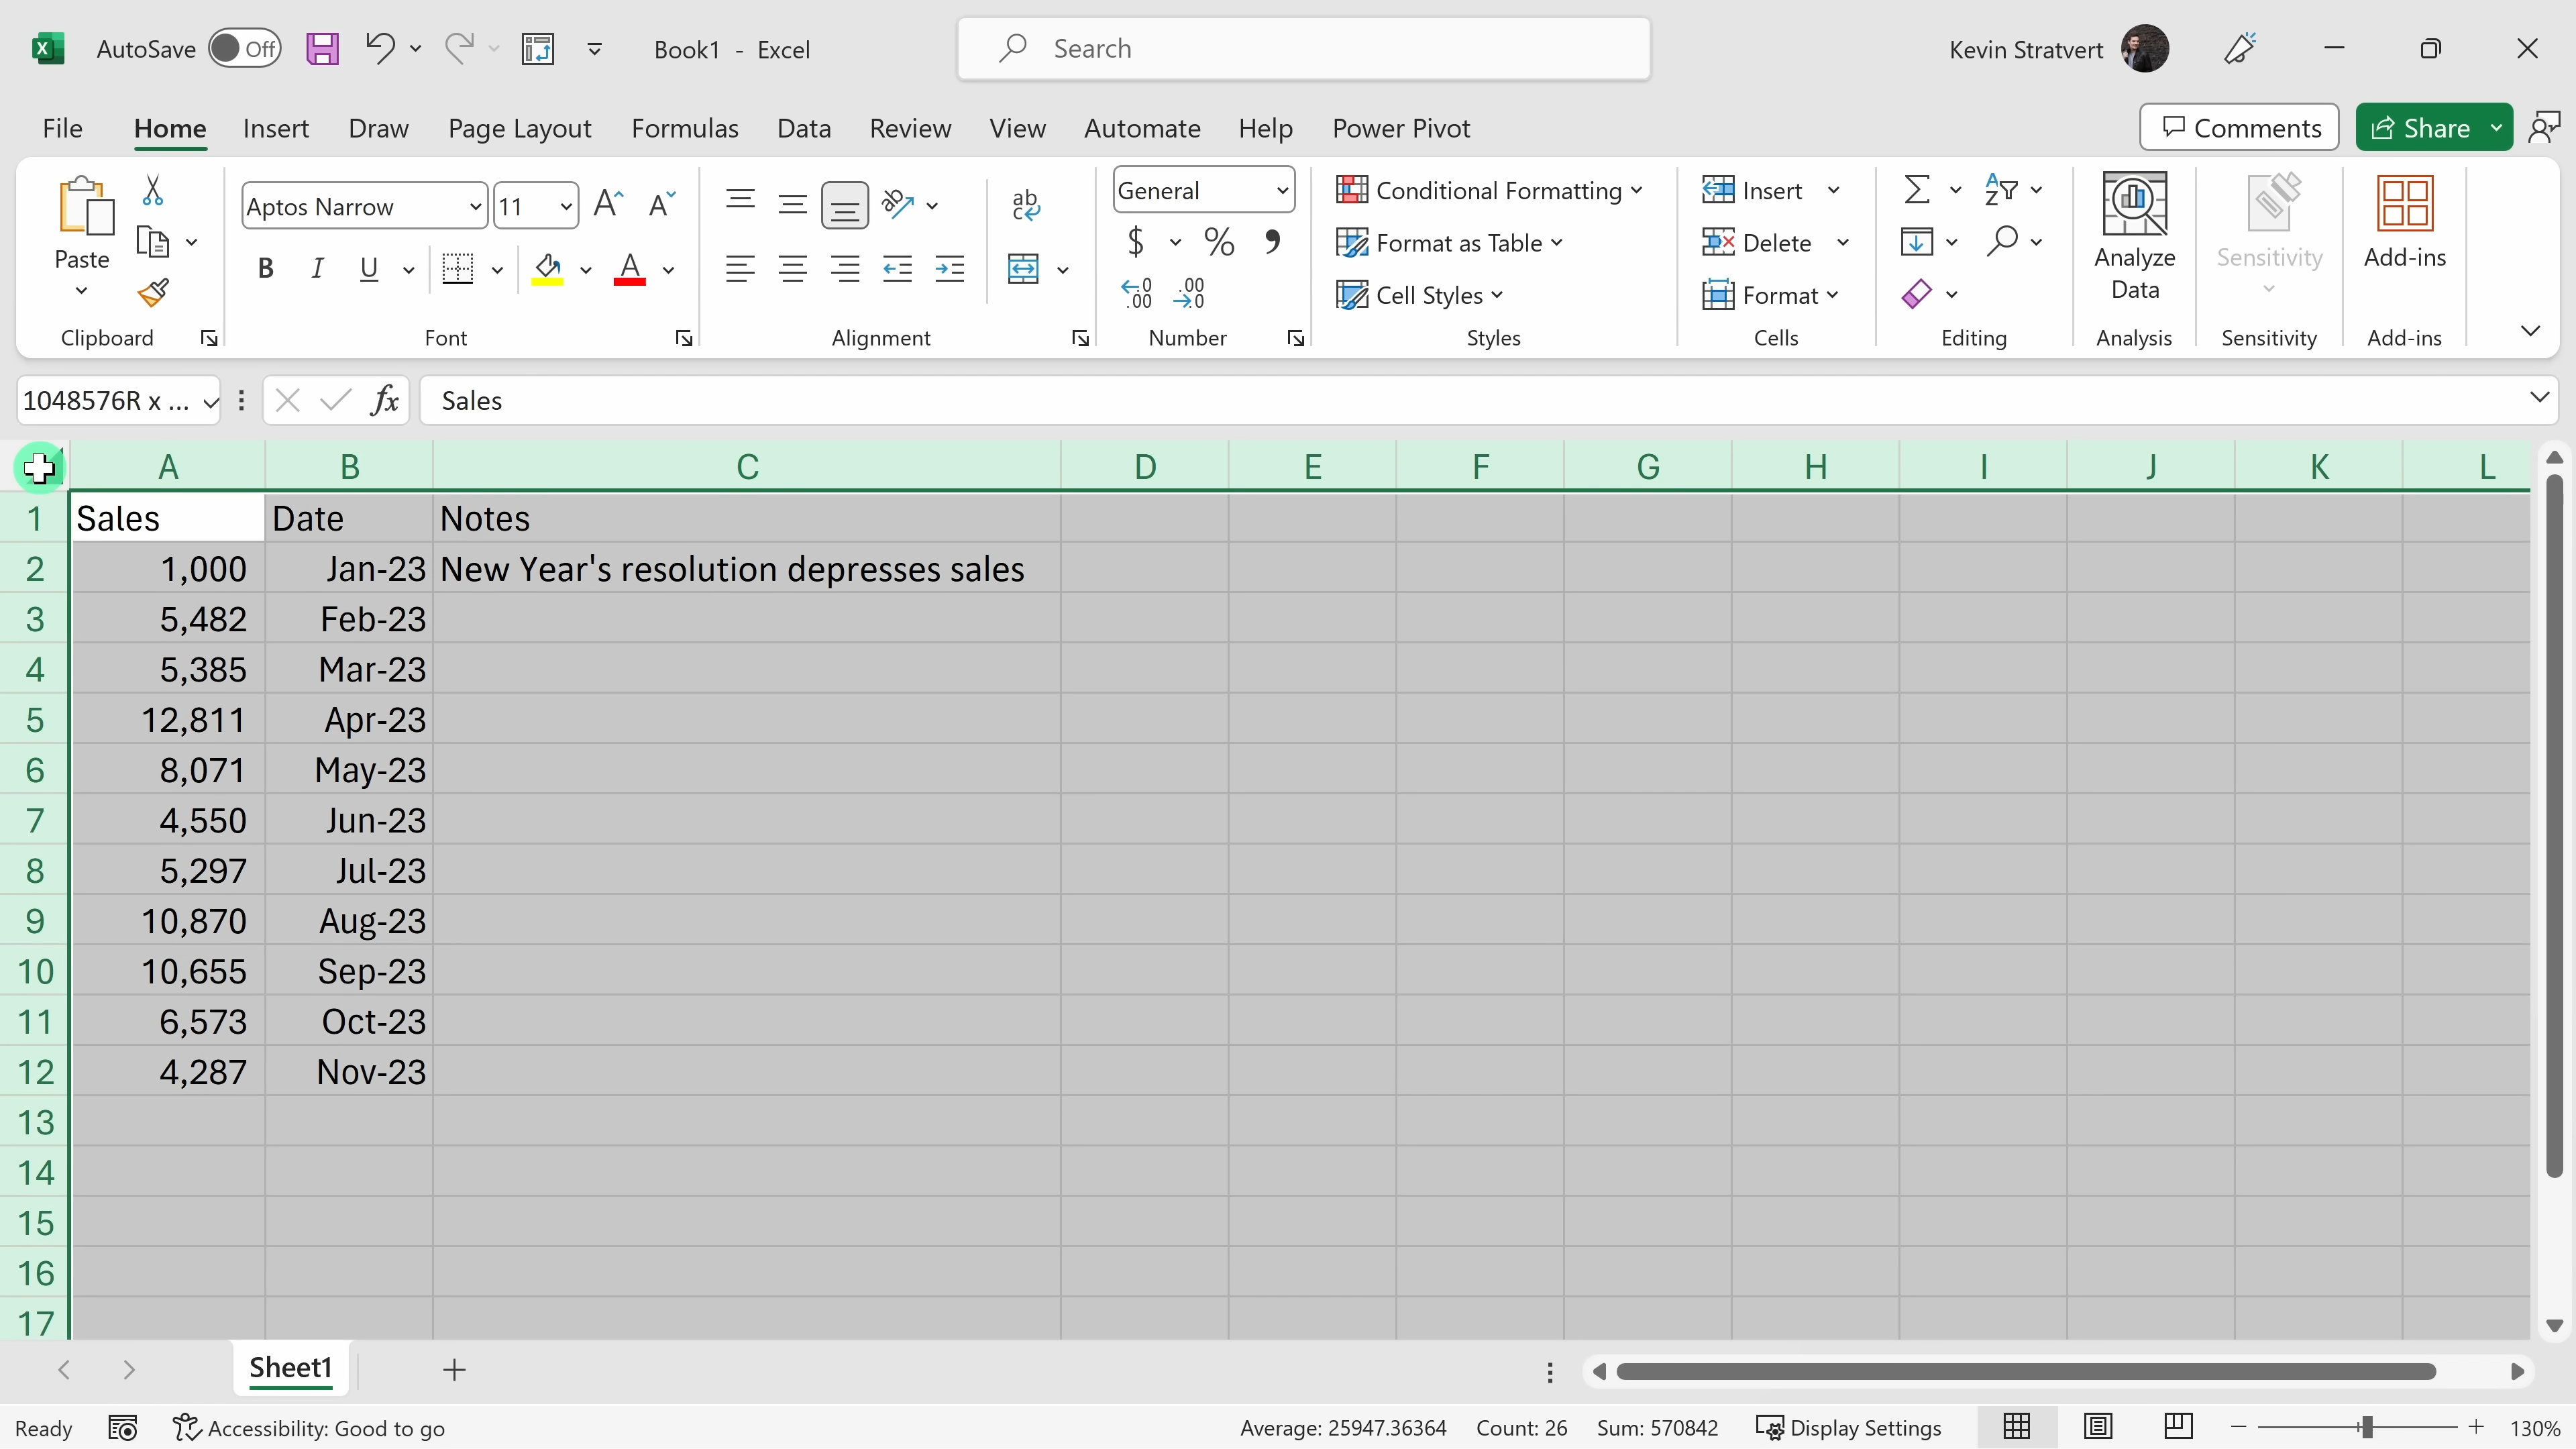 AutoSave Off Book1 - Excel Search Kevin Stratvert
File Home Insert Draw Page Layout Formulas Data Review View Automate Help Power Pivot Comments Share
Paste
Clipboard
Aptos Narrow 11
B I U A
Font
ab
c
Alignment
General
$ % ,
Number
Conditional Formatting
Format as Table
Cell Styles
Styles
Insert
Delete
Format
Cells
Editing
Analyze
Data
Analysis
Sensitivity
Sensitivity
Add-ins
Add-ins
1048576R x ... fx Sales
A B C D E F G H I J K L
1 Sales Date Notes
2 1,000 Jan-23 New Year's resolution depresses sales
3 5,482 Feb-23
4 5,385 Mar-23
5 12,811 Apr-23
6 8,071 May-23
7 4,550 Jun-23
8 5,297 Jul-23
9 10,870 Aug-23
10 10,655 Sep-23
11 6,573 Oct-23
12 4,287 Nov-23
13
14
15
16
17
Sheet1
Ready Accessibility: Good to go Average: 25947.36364 Count: 26 Sum: 570842 Display Settings 130%